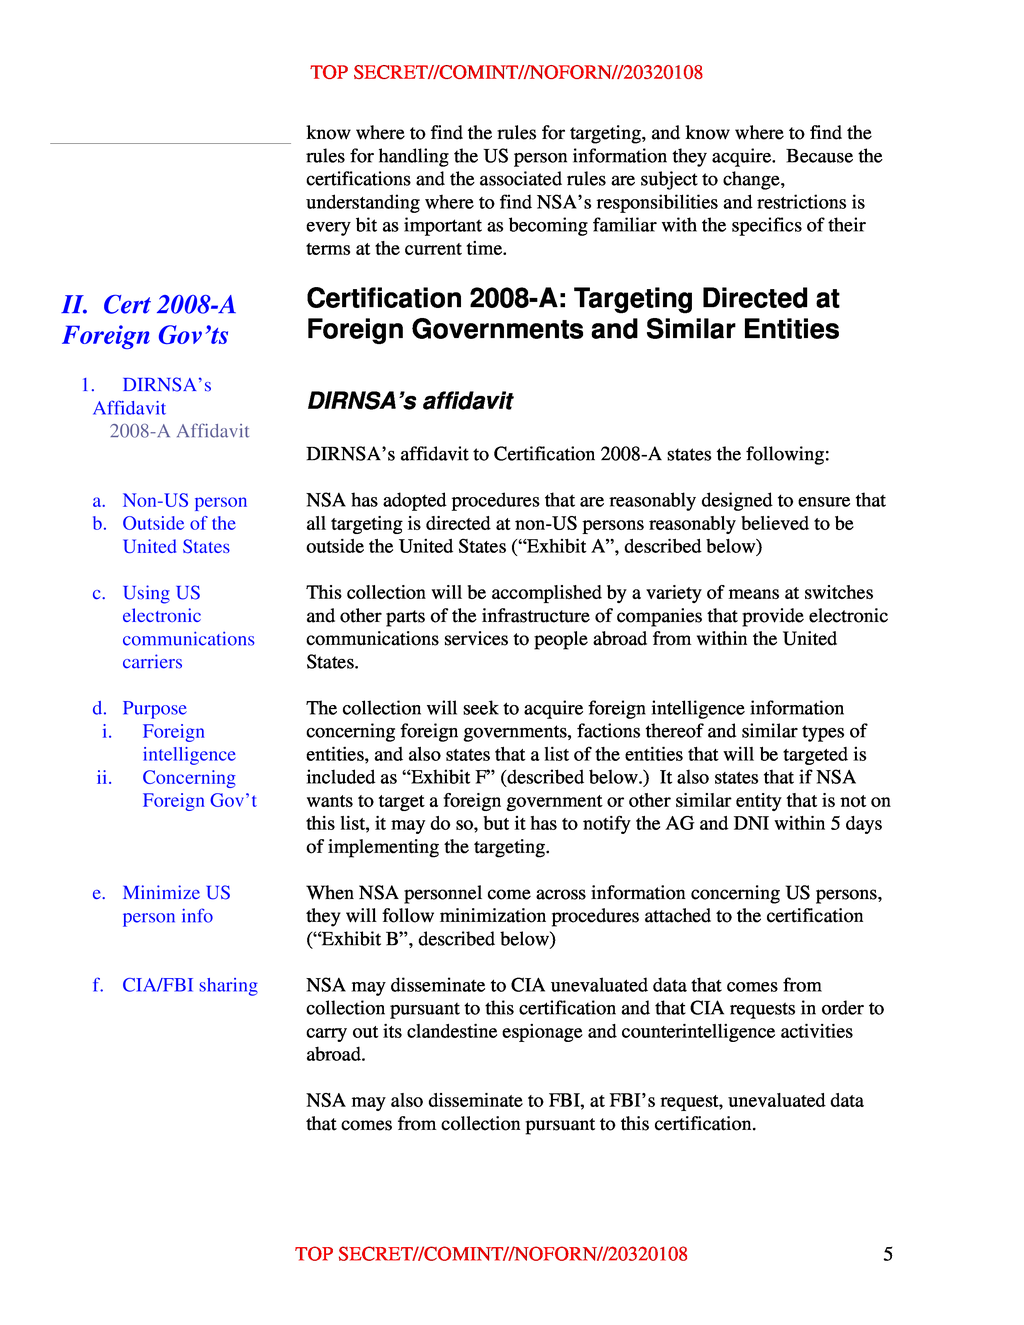 TOP SECRET//COMINT//NOFORN//20320108
know where to find the rules for targeting, and know where to find the
rules for handling the US person information they acquire.  Because the
certifications and the associated rules are subject to change,
understanding where to find NSA's responsibilities and restrictions is
every bit as important as becoming familiar with the specifics of their
terms at the current time.
II.  Cert 2008-A
Foreign Gov'ts
Certification 2008-A: Targeting Directed at
Foreign Governments and Similar Entities
1.    DIRNSA's
Affidavit
2008-A Affidavit
DIRNSA's affidavit
DIRNSA's affidavit to Certification 2008-A states the following:
a.   Non-US person
b.   Outside of the
United States
NSA has adopted procedures that are reasonably designed to ensure that
all targeting is directed at non-US persons reasonably believed to be
outside the United States (“Exhibit A”, described below)
c.   Using US
electronic
communications
carriers
This collection will be accomplished by a variety of means at switches
and other parts of the infrastructure of companies that provide electronic
communications services to people abroad from within the United
States.
d.   Purpose
i.    Foreign
intelligence
ii.    Concerning
Foreign Gov't
The collection will seek to acquire foreign intelligence information
concerning foreign governments, factions thereof and similar types of
entities, and also states that a list of the entities that will be targeted is
included as “Exhibit F” (described below.)  It also states that if NSA
wants to target a foreign government or other similar entity that is not on
this list, it may do so, but it has to notify the AG and DNI within 5 days
of implementing the targeting.
e.   Minimize US
person info
When NSA personnel come across information concerning US persons,
they will follow minimization procedures attached to the certification
(“Exhibit B”, described below)
f.   CIA/FBI sharing
NSA may disseminate to CIA unevaluated data that comes from
collection pursuant to this certification and that CIA requests in order to
carry out its clandestine espionage and counterintelligence activities
abroad.
NSA may also disseminate to FBI, at FBI's request, unevaluated data
that comes from collection pursuant to this certification.
TOP SECRET//COMINT//NOFORN//20320108
5